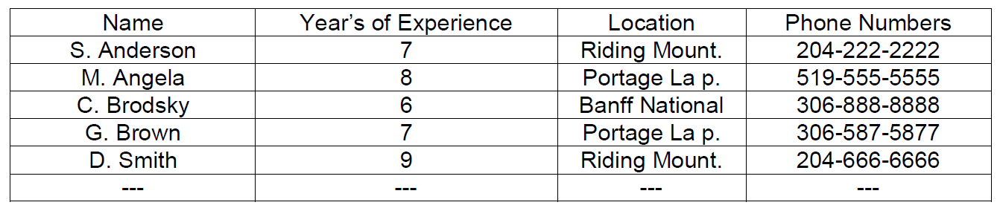 Name Year’s of Experience Location Phone Numbers
S. Anderson 7 Riding Mount. 204-222-2222
M. Angela 8 Portage La p. 519-555-5555
C. Brodsky 6 Banff National 306-888-8888
G. Brown 7 Portage La p. 306-587-5877
D. Smith 9 Riding Mount. 204-666-6666
--- --- --- ---